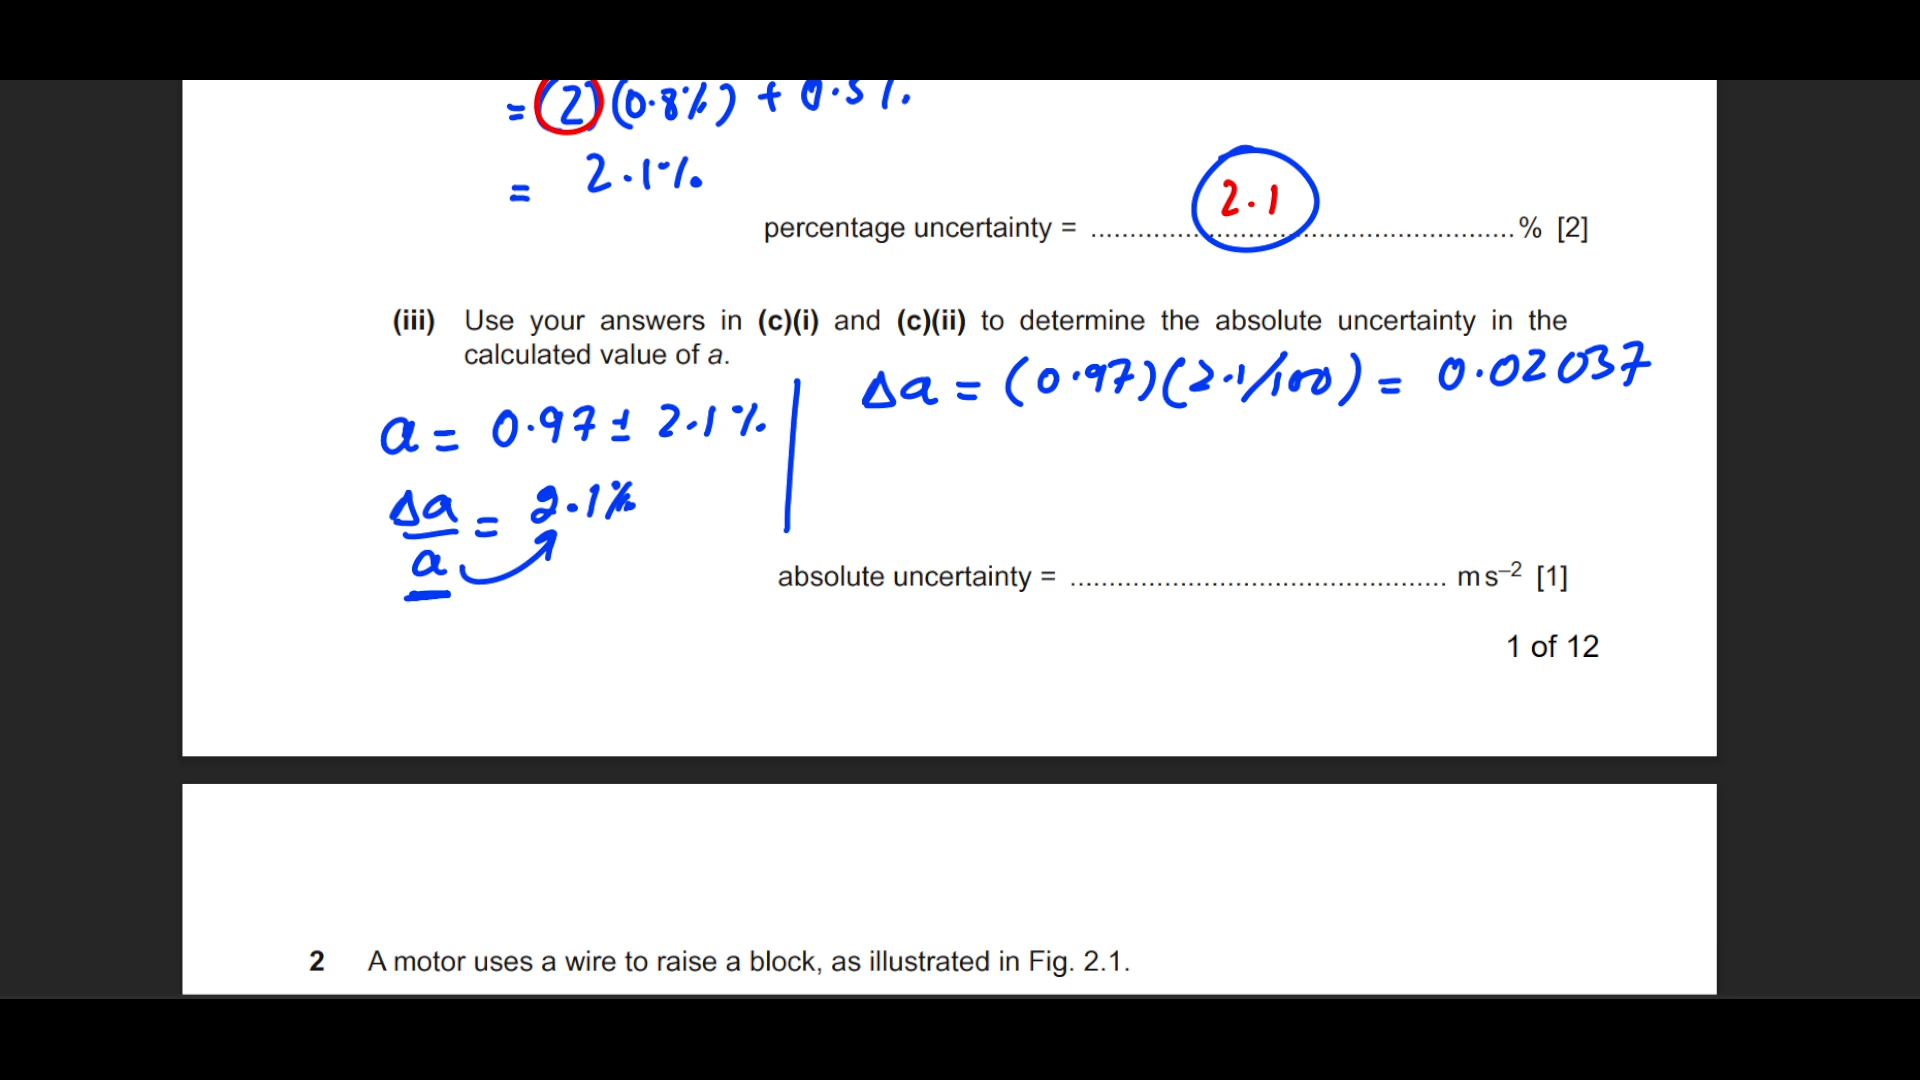 = (2) (0.8%) + 0.5%
= 2.1%
2.1
percentage uncertainty = ........................................................ % [2]
(iii) Use your answers in (c)(i) and (c)(ii) to determine the absolute uncertainty in the
calculated value of a.
a = 0.97 ± 2.1%
Δa/a = 2.1%
Δa = (0.97)(2.1/100) = 0.02037
absolute uncertainty = ................................................. m s⁻² [1]
1 of 12
2 A motor uses a wire to raise a block, as illustrated in Fig. 2.1.